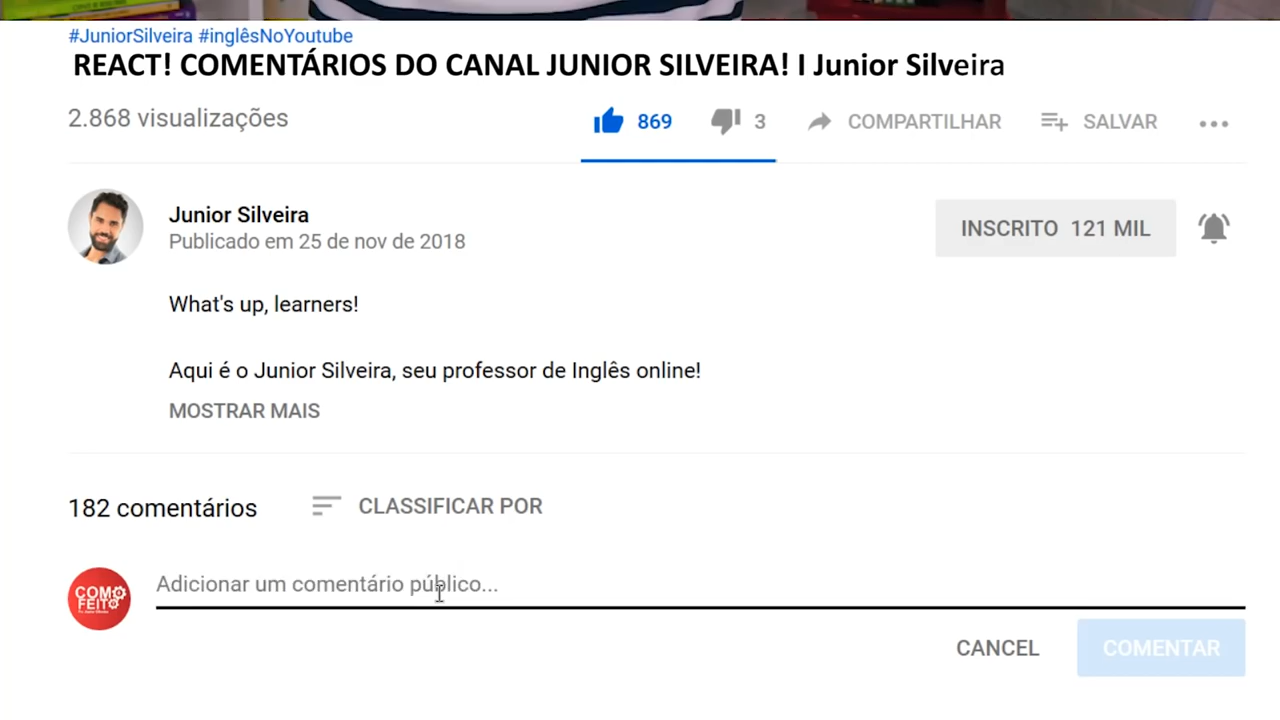 #JuniorSilveira #inglêsNoYoutube
REACT! COMENTÁRIOS DO CANAL JUNIOR SILVEIRA! I Junior Silveira
2.868 visualizações
869 3 COMPARTILHAR SALVAR
Junior Silveira
Publicado em 25 de nov de 2018
INSCRITO 121 MIL
What's up, learners!
Aqui é o Junior Silveira, seu professor de Inglês online!
MOSTRAR MAIS
182 comentários CLASSIFICAR POR
COMO
FEITO
Adicionar um comentário público...
CANCEL COMENTAR